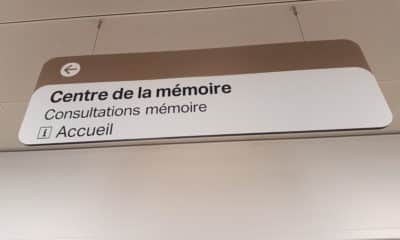 Centre de la mémoire
Consultations mémoire
i Accueil